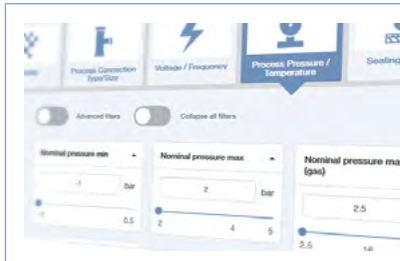 Process Connection
Type/Size
Voltage / Frequency
Process Pressure /
Temperature
Sealing
Advanced filters
Collapse all filters
Nominal pressure min
Nominal pressure max
Nominal pressure ma
(gas)
-1
bar
2
bar
2.5
-1
0.5
2
4
5
2.5
16